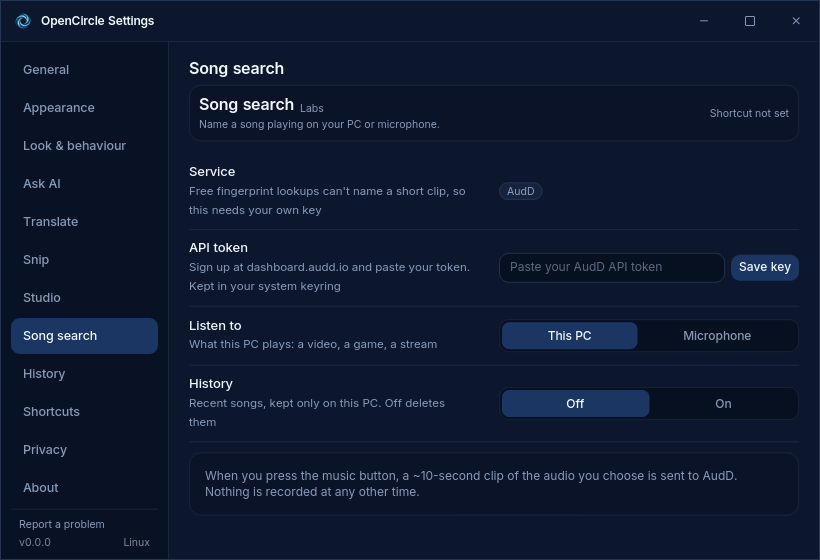 OpenCircle Settings
General
Appearance
Look & behaviour
Ask AI
Translate
Snip
Studio
Song search
History
Shortcuts
Privacy
About
Report a problem
v0.0.0
Linux
Song search
Song search Labs
Name a song playing on your PC or microphone.
Shortcut not set
Service
Free fingerprint lookups can't name a short clip, so
this needs your own key
AudD
API token
Sign up at dashboard.audd.io and paste your token.
Kept in your system keyring
Paste your AudD API token
Save key
Listen to
What this PC plays: a video, a game, a stream
This PC
Microphone
History
Recent songs, kept only on this PC. Off deletes
them
Off
On
When you press the music button, a ~10-second clip of the audio you choose is sent to AudD.
Nothing is recorded at any other time.